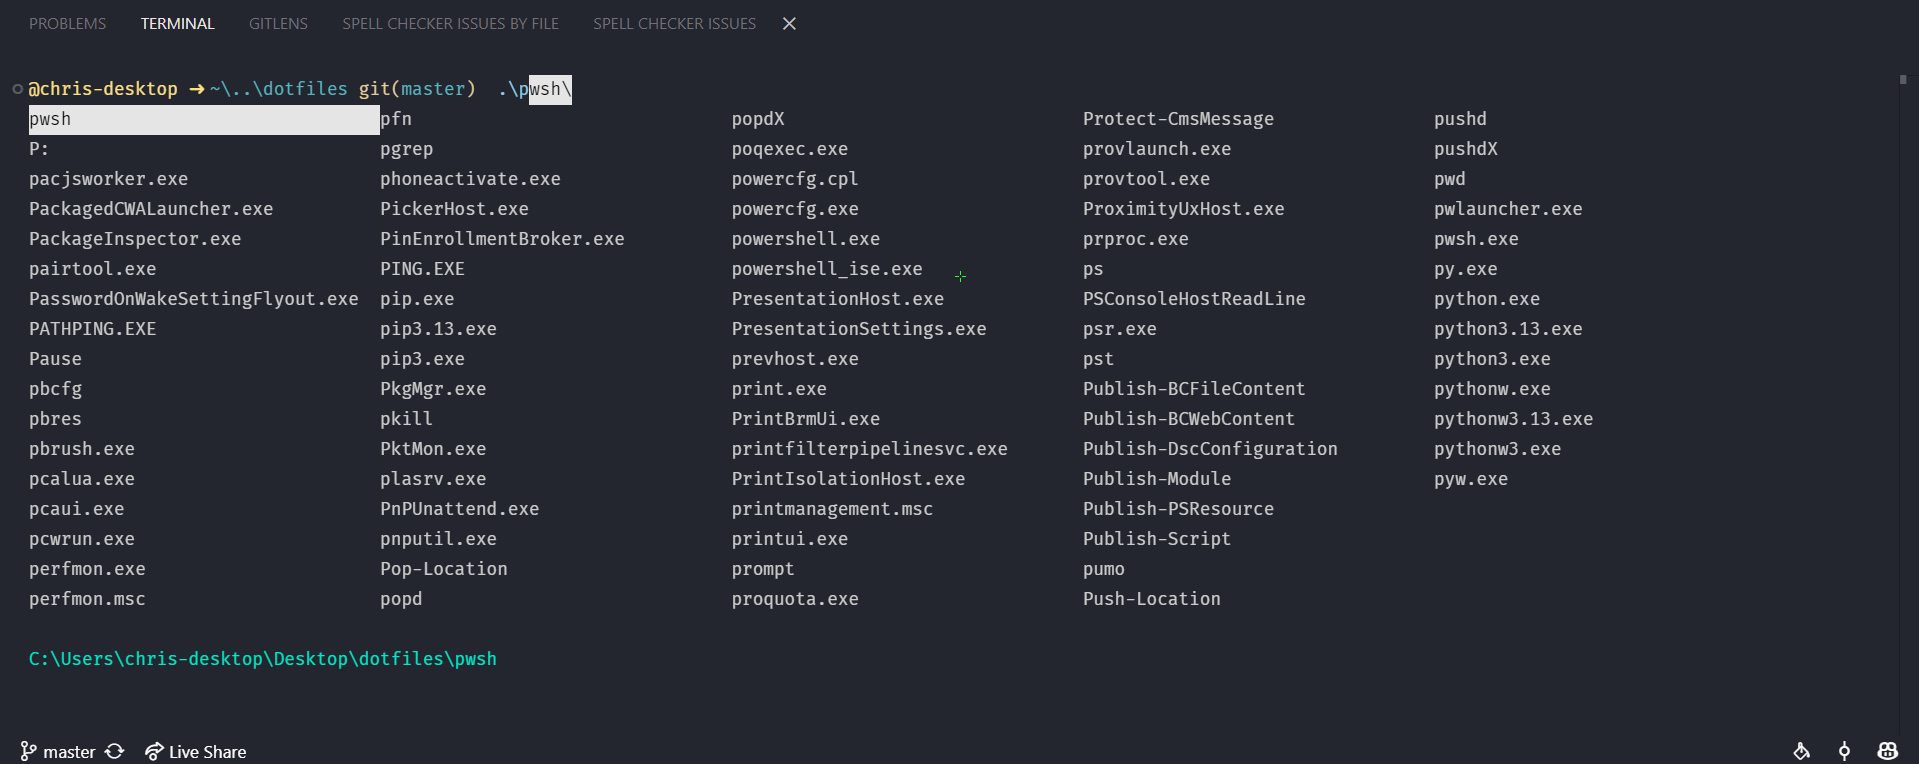 PROBLEMS TERMINAL GITLENS SPELL CHECKER ISSUES BY FILE SPELL CHECKER ISSUES
@chris-desktop ➜ ~\..\dotfiles git(master) .\pwsh\
pwsh pfn popdX Protect-CmsMessage pushd
P: pgrep poqexec.exe provlaunch.exe pushdX
pacjsworker.exe phoneactivate.exe powercfg.cpl provtool.exe pwd
PackagedCWALauncher.exe PickerHost.exe powercfg.exe ProximityUxHost.exe pwlauncher.exe
PackageInspector.exe PinEnrollmentBroker.exe powershell.exe prproc.exe pwsh.exe
pairtool.exe PING.EXE powershell_ise.exe ps py.exe
PasswordOnWakeSettingFlyout.exe pip.exe PresentationHost.exe PSConsoleHostReadLine python.exe
PATHPING.EXE pip3.13.exe PresentationSettings.exe psr.exe python3.13.exe
Pause pip3.exe prevhost.exe pst python3.exe
pbcfg PkgMgr.exe print.exe Publish-BCFileContent pythonw.exe
pbres pkill PrintBrmUi.exe Publish-BCWebContent pythonw3.13.exe
pbrush.exe PktMon.exe printfilterpipelinesvc.exe Publish-DscConfiguration pythonw3.exe
pcalua.exe plasrv.exe PrintIsolationHost.exe Publish-Module pyw.exe
pcaui.exe PnPUnattend.exe printmanagement.msc Publish-PSResource
pcwrun.exe pnputil.exe printui.exe Publish-Script
perfmon.exe Pop-Location prompt pumo
perfmon.msc popd proquota.exe Push-Location
C:\Users\chris-desktop\Desktop\dotfiles\pwsh
master Live Share